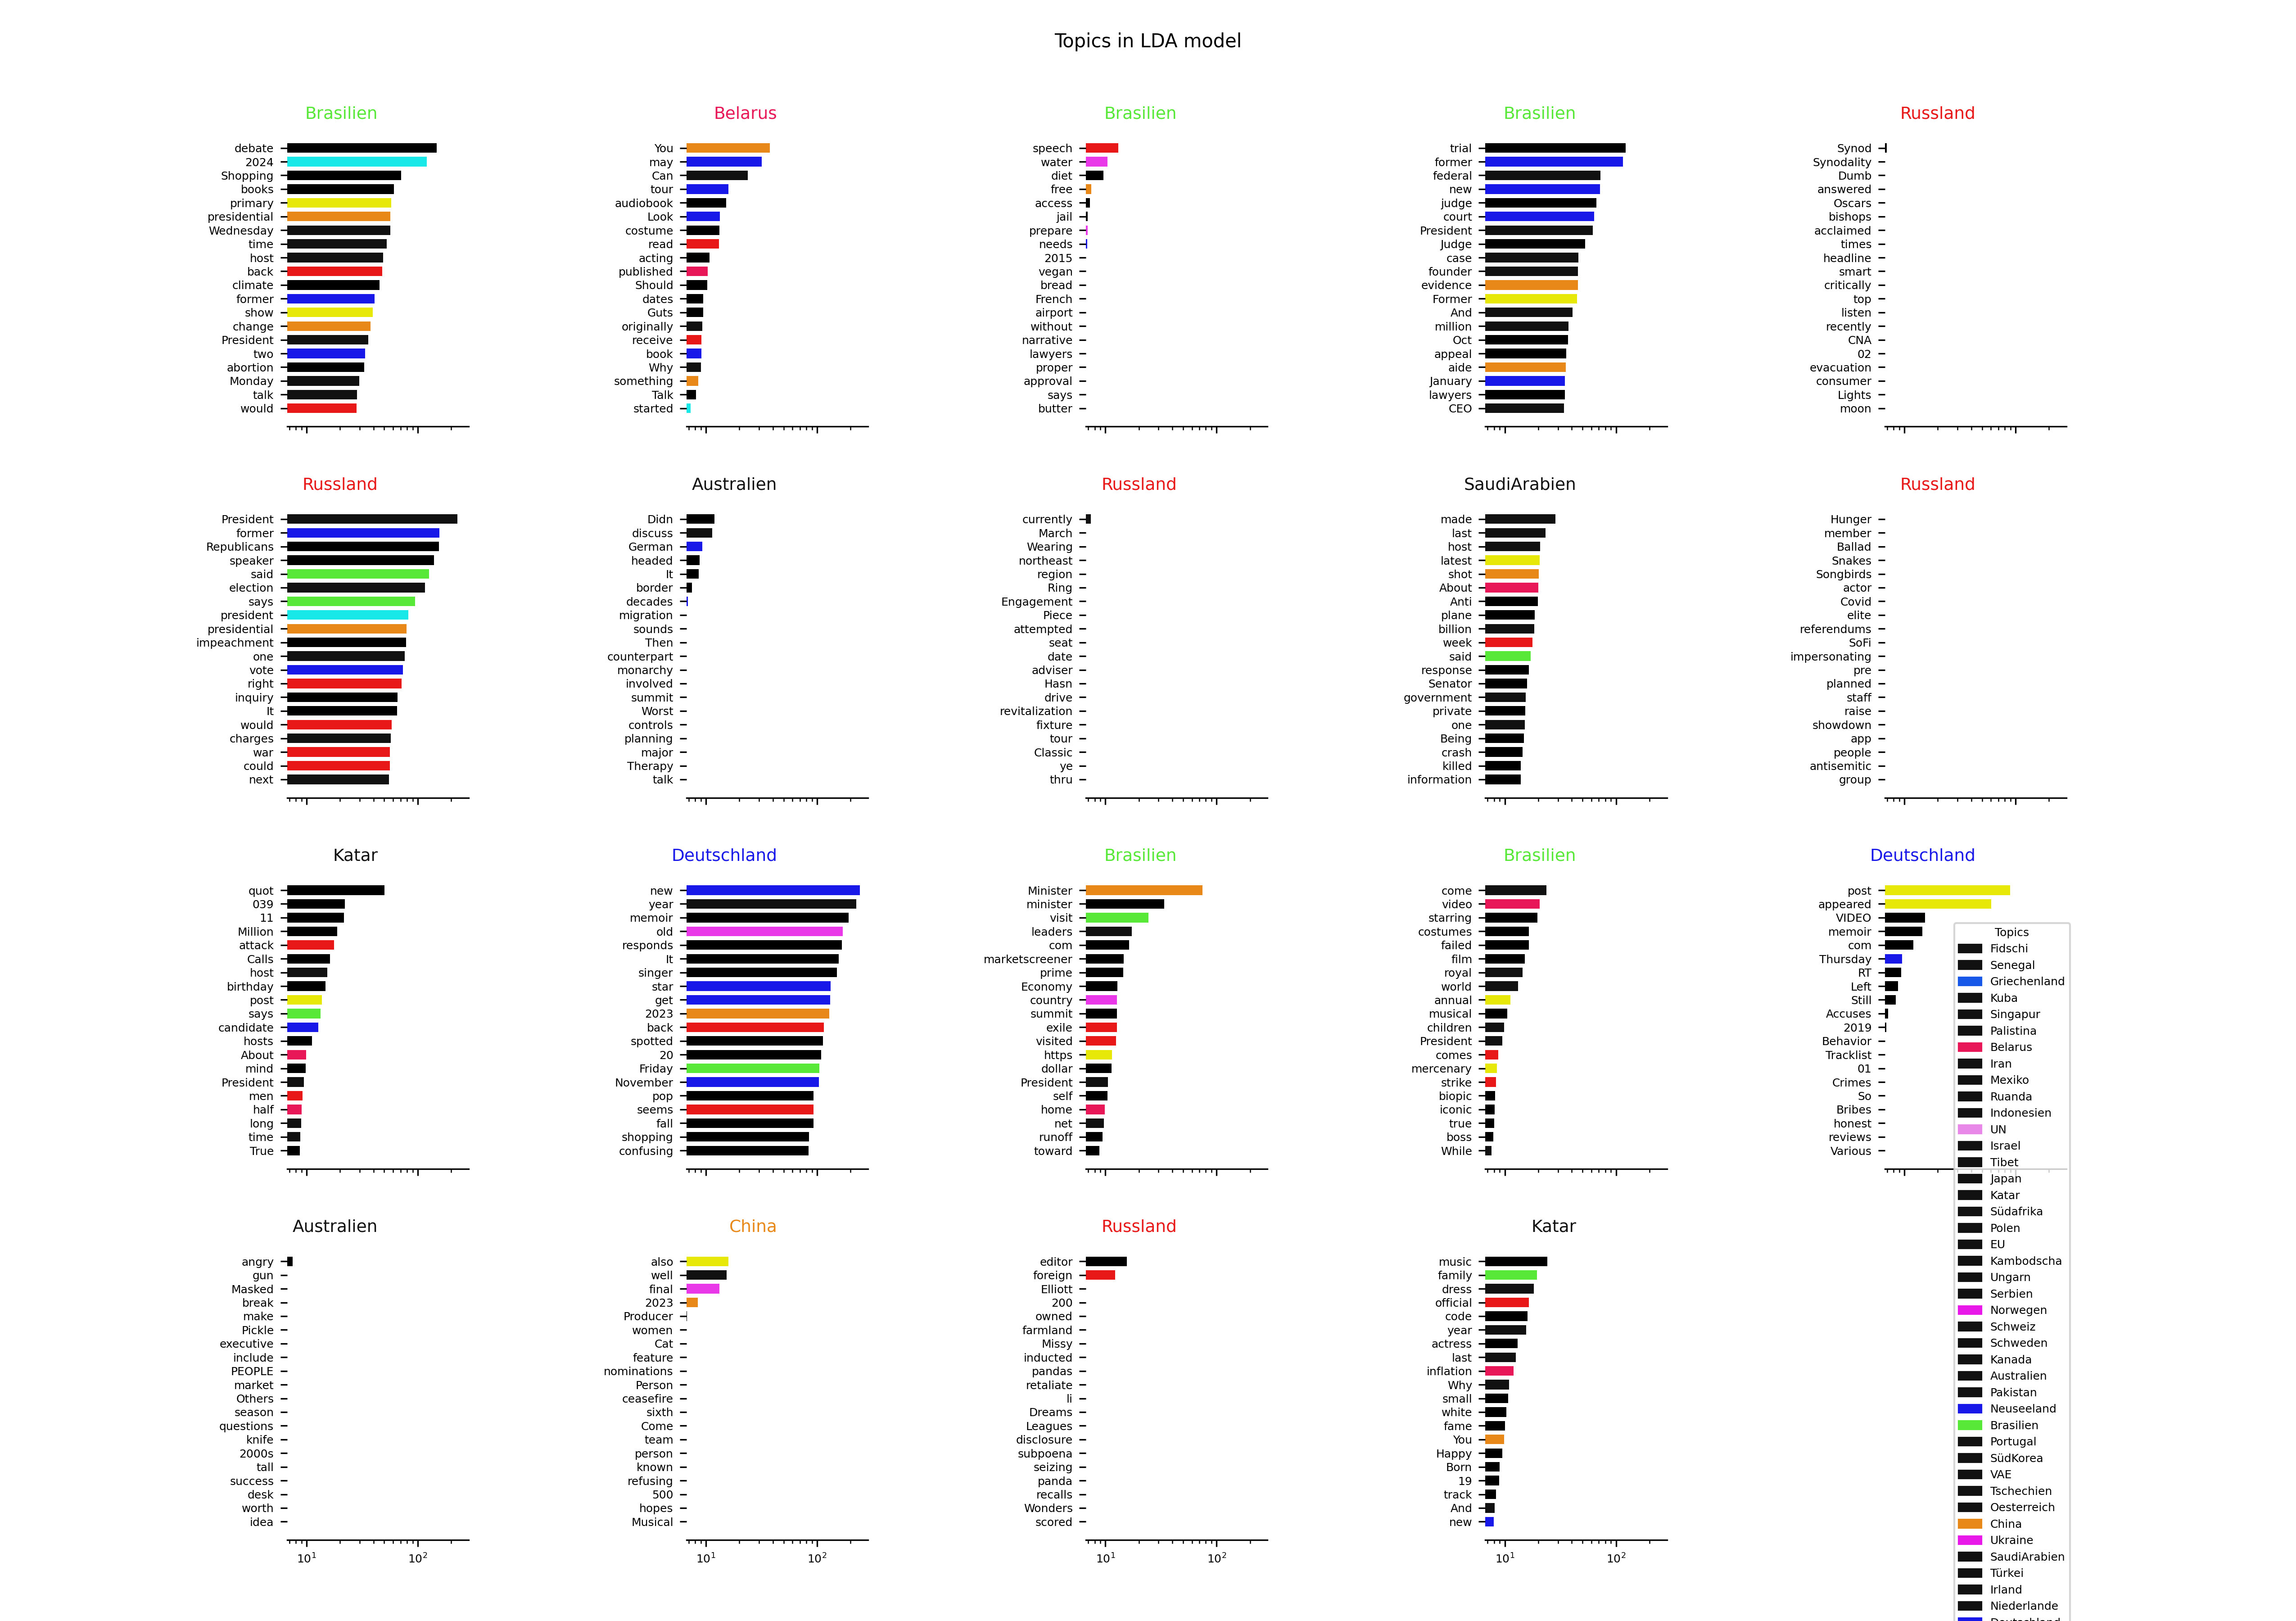 Topics in LDA model
Brasilien
debate
2024
Shopping
books
primary
presidential
Wednesday
time
host
back
climate
former
show
change
President
two
abortion
Monday
talk
would
Belarus
You
may
Can
tour
audiobook
Look
costume
read
acting
published
Should
dates
Guts
originally
receive
book
Why
something
Talk
started
Brasilien
speech
water
diet
free
access
jail
prepare
needs
2015
vegan
bread
French
airport
without
narrative
lawyers
proper
approval
says
butter
Brasilien
trial
former
federal
new
judge
court
President
Judge
case
founder
evidence
Former
And
million
Oct
appeal
aide
January
lawyers
CEO
Russland
Synod
Synodality
Dumb
answered
Oscars
bishops
acclaimed
times
headline
smart
critically
top
listen
recently
CNA
02
evacuation
consumer
Lights
moon
Russland
President
former
Republicans
speaker
said
election
says
president
presidential
impeachment
one
vote
right
inquiry
It
would
charges
war
could
next
Australien
Didn
discuss
German
headed
It
border
decades
migration
sounds
Then
counterpart
monarchy
involved
summit
Worst
controls
planning
major
Therapy
talk
Russland
currently
March
Wearing
northeast
region
Ring
Engagement
Piece
attempted
seat
date
adviser
Hasn
drive
revitalization
fixture
tour
Classic
ye
thru
SaudiArabien
made
last
host
latest
shot
About
Anti
plane
billion
week
said
response
Senator
government
private
one
Being
crash
killed
information
Russland
Hunger
member
Ballad
Snakes
Songbirds
actor
Covid
elite
referendums
SoFi
impersonating
pre
planned
staff
raise
showdown
app
people
antisemitic
group
Katar
quot
039
11
Million
attack
Calls
host
birthday
post
says
candidate
hosts
About
mind
President
men
half
long
time
True
Deutschland
new
year
memoir
old
responds
It
singer
star
get
2023
back
spotted
20
Friday
November
pop
seems
fall
shopping
confusing
Brasilien
Minister
minister
visit
leaders
com
marketscreener
prime
Economy
country
summit
exile
visited
https
dollar
President
self
home
net
runoff
toward
Brasilien
come
video
starring
costumes
failed
film
royal
world
annual
musical
children
President
comes
mercenary
strike
biopic
iconic
true
boss
While
Deutschland
post
appeared
VIDEO
memoir
com
Thursday
RT
Left
Still
Accuses
2019
Behavior
Tracklist
01
Crimes
So
Bribes
honest
reviews
Various
Australien
angry
gun
Masked
break
make
Pickle
executive
include
PEOPLE
market
Others
season
questions
knife
2000s
tall
success
desk
worth
idea
10¹ 10²
China
also
well
final
2023
Producer
women
Cat
feature
nominations
Person
ceasefire
sixth
Come
team
person
known
refusing
500
hopes
Musical
10¹ 10²
Russland
editor
foreign
Elliott
200
owned
farmland
Missy
inducted
pandas
retaliate
li
Dreams
Leagues
disclosure
subpoena
seizing
panda
recalls
Wonders
scored
10¹ 10²
Katar
music
family
dress
official
code
year
actress
last
inflation
Why
small
white
fame
You
Happy
Born
19
track
And
new
10¹ 10²
Topics
Fidschi
Senegal
Griechenland
Kuba
Singapur
Palistina
Belarus
Iran
Mexiko
Ruanda
Indonesien
UN
Israel
Tibet
Japan
Katar
Südafrika
Polen
EU
Kambodscha
Ungarn
Serbien
Norwegen
Schweiz
Schweden
Kanada
Australien
Pakistan
Neuseeland
Brasilien
Portugal
SüdKorea
VAE
Tschechien
Oesterreich
China
Ukraine
SaudiArabien
Türkei
Irland
Niederlande